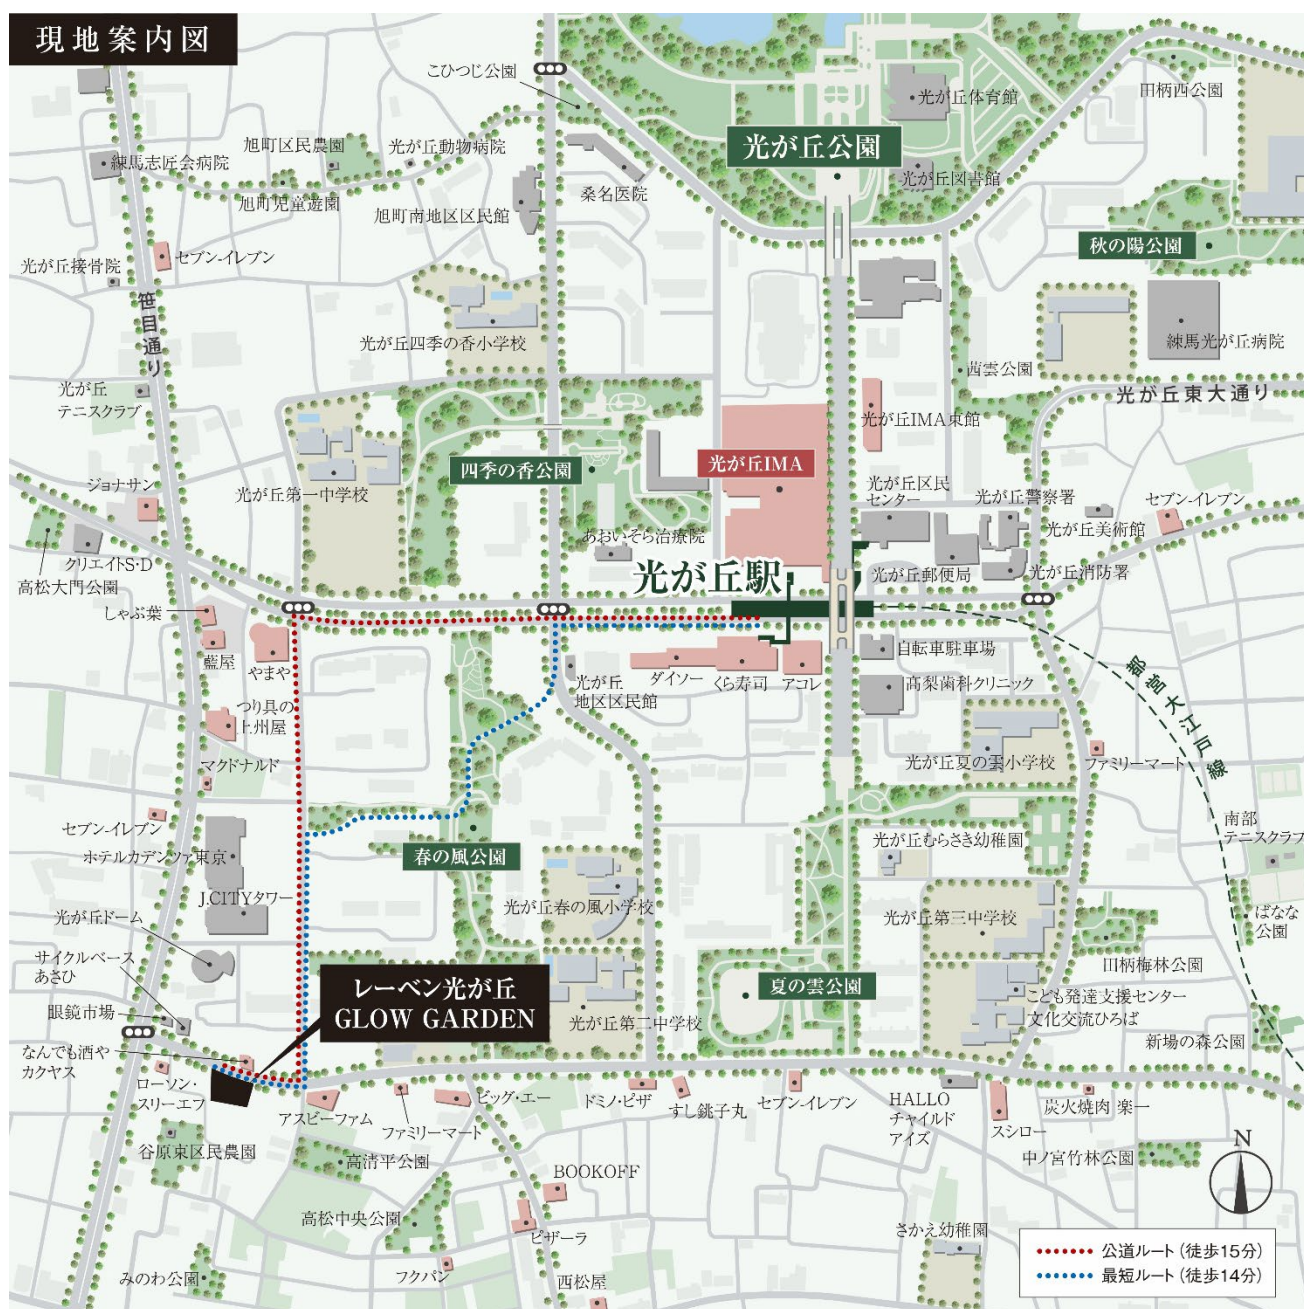 現地案内図
こひつじ公園
田柄西公園
光が丘体育館
旭町区民農園
光が丘動物病院
光が丘公園
練馬志匠会病院
桑名医院
光が丘図書館
旭町児童遊園
旭町南地区区民館
秋の陽公園
セブン-イレブン
光が丘接骨院
笹目通り
光が丘四季の香小学校
練馬光が丘病院
茜雲公園
光が丘
テニスクラブ
光が丘東大通り
光が丘IMA東館
四季の香公園
光が丘IMA
光が丘第一中学校
ジョナサン
光が丘区民
センター
光が丘警察署
セブン-イレブン
あおいそら治療院
光が丘美術館
クリエイトS・D
高松大門公園
光が丘駅
光が丘郵便局
光が丘消防署
しゃぶ葉
藍屋
やまや
自転車駐車場
ダイソー
くら寿司
アコレ
光が丘
地区区民館
髙梨歯科クリニック
都営大江戸線
つり具の
上州屋
マクドナルド
光が丘夏の雲小学校
ファミリーマート
セブン-イレブン
南部
テニスクラブ
ホテルカデンツァ東京
春の風公園
光が丘むらさき幼稚園
J.CITYタワー
光が丘春の風小学校
光が丘第三中学校
光が丘ドーム
ばなな
公園
サイクルベース
あさひ
田柄梅林公園
レーベン光が丘
GLOW GARDEN
夏の雲公園
こども発達支援センター
文化交流ひろば
眼鏡市場
光が丘第二中学校
新場の森公園
なんでも酒や
カクヤス
ローソン・
スリーエフ
アスビーファム
ファミリーマート
ビッグ・エー
ドミノ・ピザ
すし銚子丸
セブン-イレブン
HALLO
チャイルド
アイズ
スシロー
炭火焼肉 楽一
谷原東区民農園
高清平公園
中ノ宮竹林公園
N
BOOKOFF
高松中央公園
ピザーラ
さかえ幼稚園
みのわ公園
フクパン
西松屋
公道ルート（徒歩15分）
最短ルート（徒歩14分）